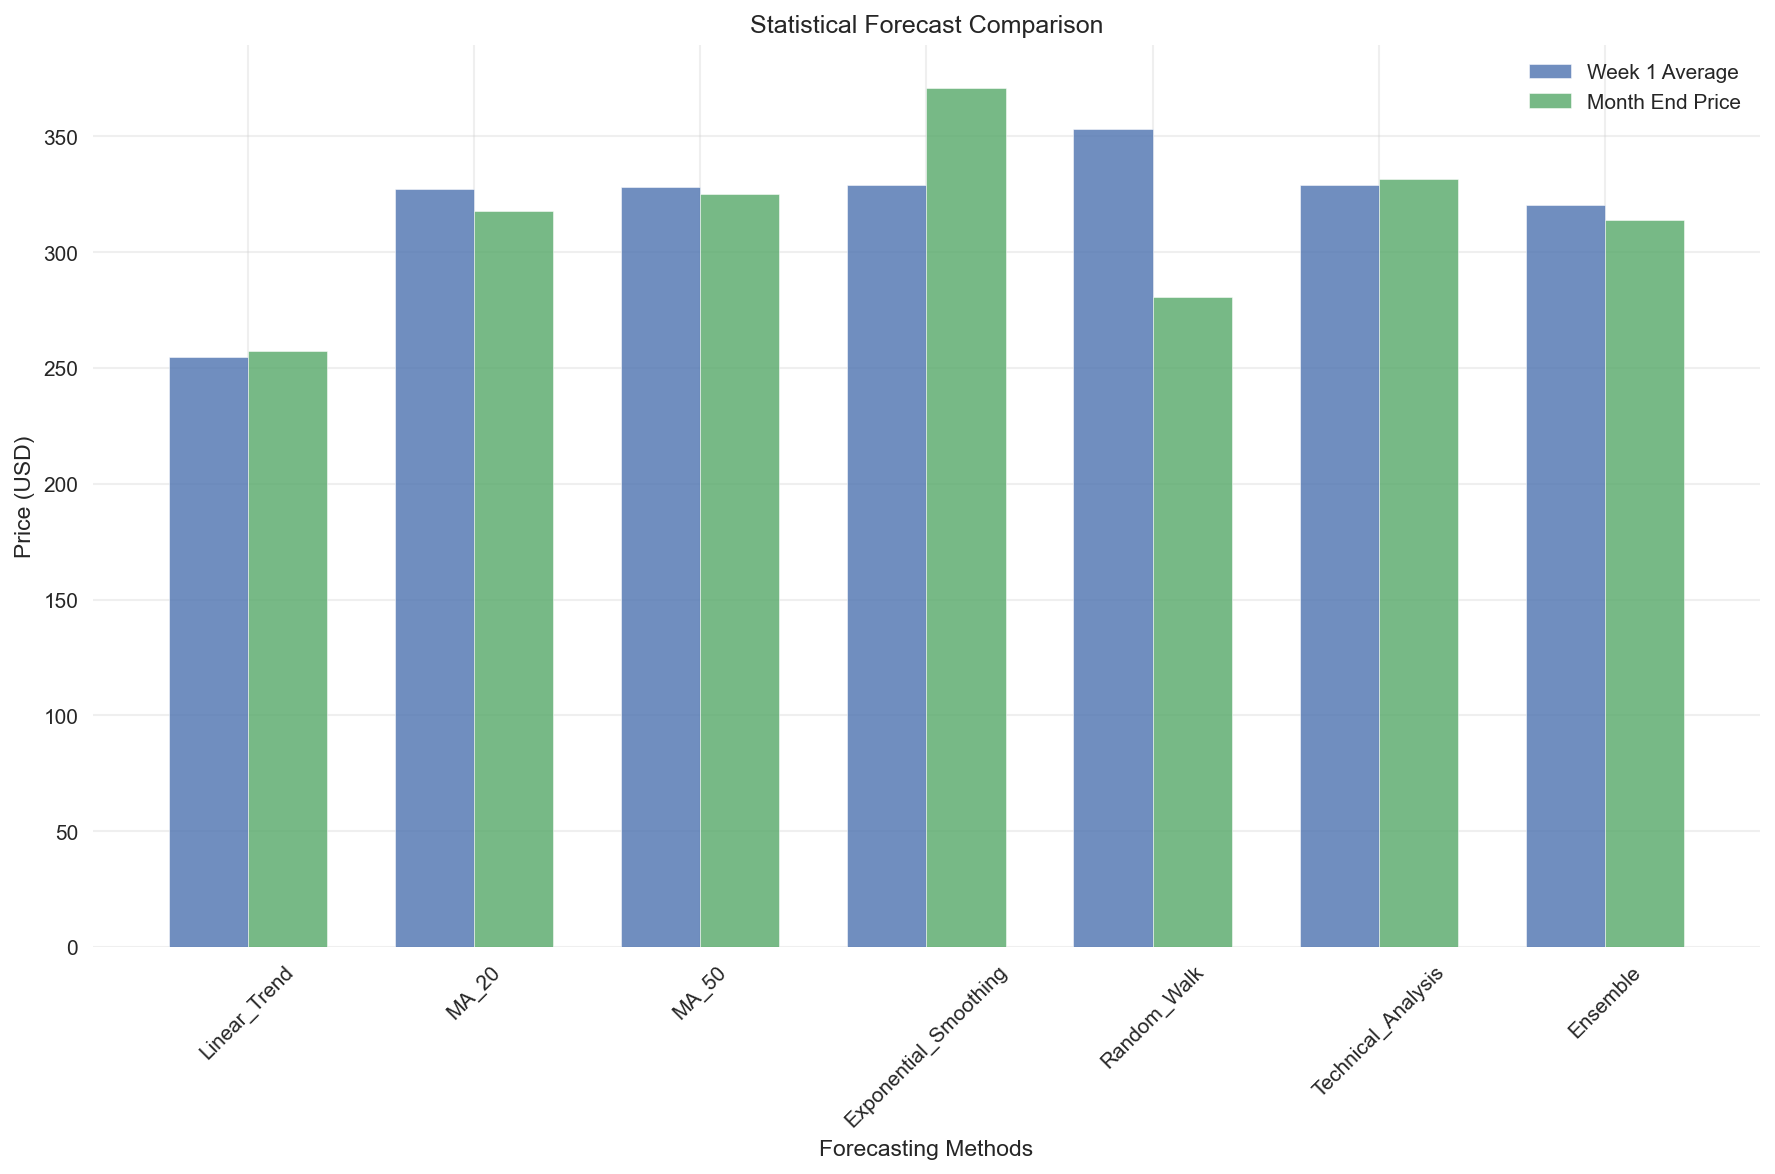 Statistical Forecast Comparison
Week 1 Average
Month End Price
350
300
250
200
150
100
50
0
Price (USD)
Linear_Trend
MA_20
MA_50
Exponential_Smoothing
Random_Walk
Technical_Analysis
Ensemble
Forecasting Methods